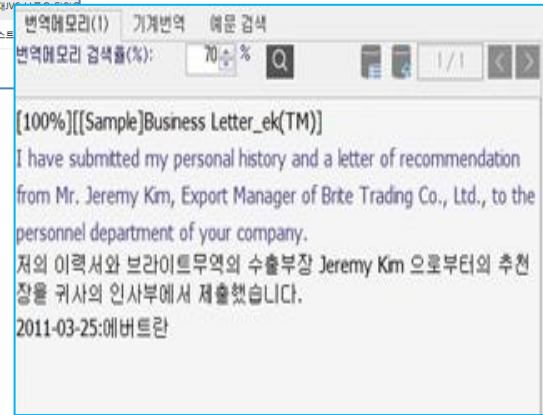 번역메모리(1) 기계번역 예문 검색
번역메모리 검색율(%): 70 % 1/1
[100%][[Sample]Business Letter_ek(TM)]
I have submitted my personal history and a letter of recommendation
from Mr. Jeremy Kim, Export Manager of Brite Trading Co., Ltd., to the
personnel department of your company.
저의 이력서와 브라이트무역의 수출부장 Jeremy Kim 으로부터의 추천
장을 귀사의 인사부에서 제출했습니다.
2011-03-25:에버트란